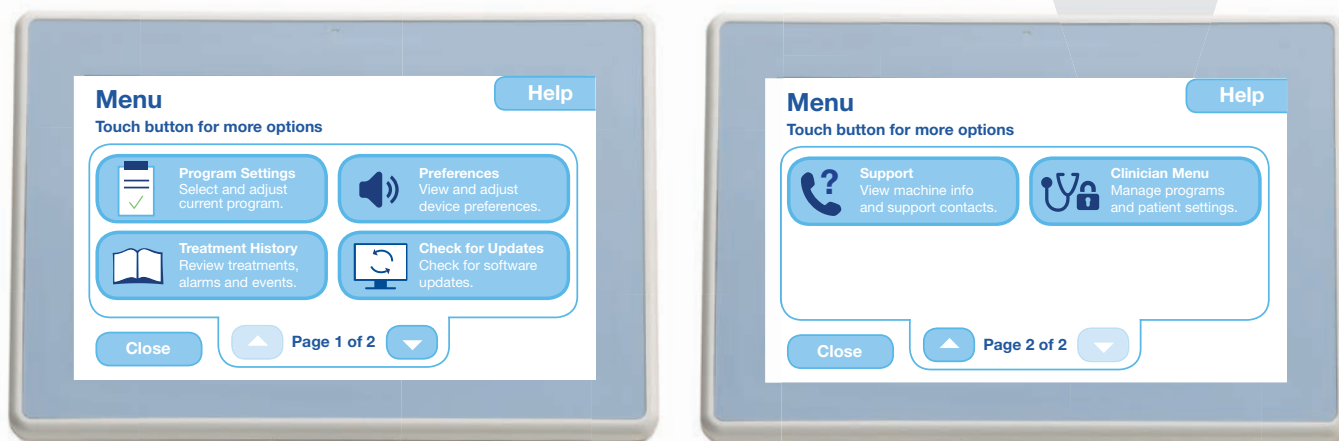 Menu
Help
Touch button for more options
Program Settings
Select and adjust
current program.
Preferences
View and adjust
device preferences.
Treatment History
Review treatments,
alarms and events.
Check for Updates
Check for software
updates.
Close
Page 1 of 2
Menu
Help
Touch button for more options
Support
View machine info
and support contacts.
Clinician Menu
Manage programs
and patient settings.
Close
Page 2 of 2